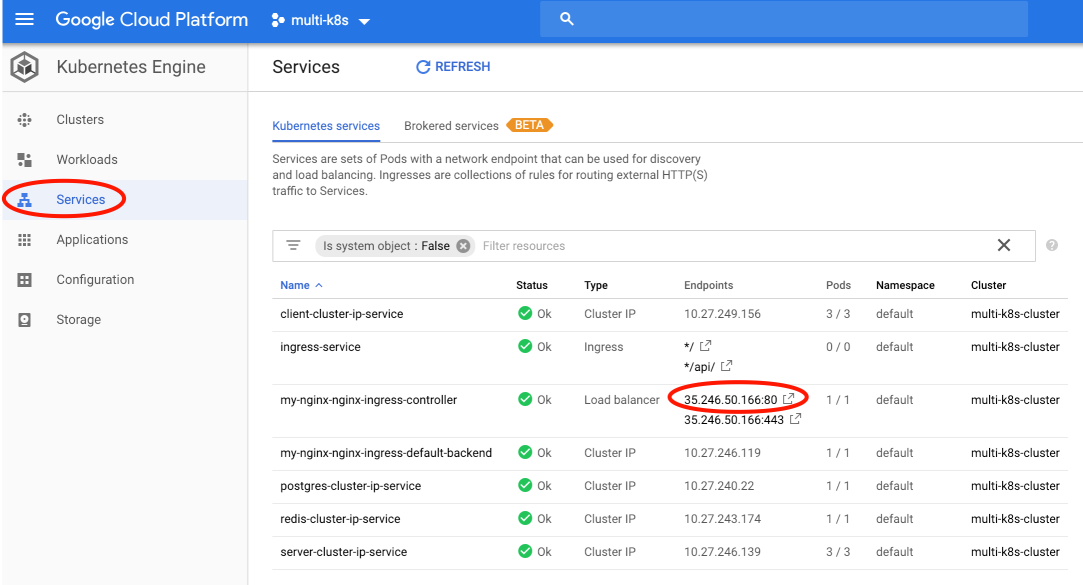 Google Cloud Platform multi-k8s
Kubernetes Engine
Services REFRESH
Clusters
Workloads
Services
Applications
Configuration
Storage
Kubernetes services Brokered services BETA
Services are sets of Pods with a network endpoint that can be used for discovery
and load balancing. Ingresses are collections of rules for routing external HTTP(S)
traffic to Services.
Is system object : False Filter resources
Name Status Type Endpoints Pods Namespace Cluster
client-cluster-ip-service Ok Cluster IP 10.27.249.156 3 / 3 default multi-k8s-cluster
ingress-service Ok Ingress */ 0 / 0 default multi-k8s-cluster
*/api/
my-nginx-nginx-ingress-controller Ok Load balancer 35.246.50.166:80 1 / 1 default multi-k8s-cluster
35.246.50.166:443
my-nginx-nginx-ingress-default-backend Ok Cluster IP 10.27.246.119 1 / 1 default multi-k8s-cluster
postgres-cluster-ip-service Ok Cluster IP 10.27.240.22 1 / 1 default multi-k8s-cluster
redis-cluster-ip-service Ok Cluster IP 10.27.243.174 1 / 1 default multi-k8s-cluster
server-cluster-ip-service Ok Cluster IP 10.27.246.139 3 / 3 default multi-k8s-cluster